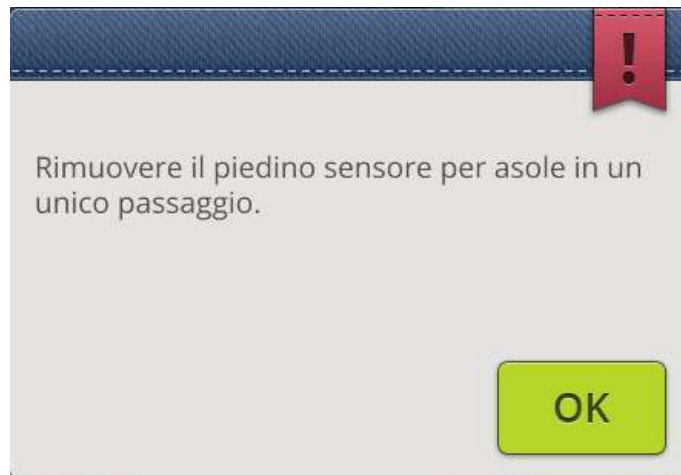 !
Rimuovere il piedino sensore per asole in un
unico passaggio.
OK